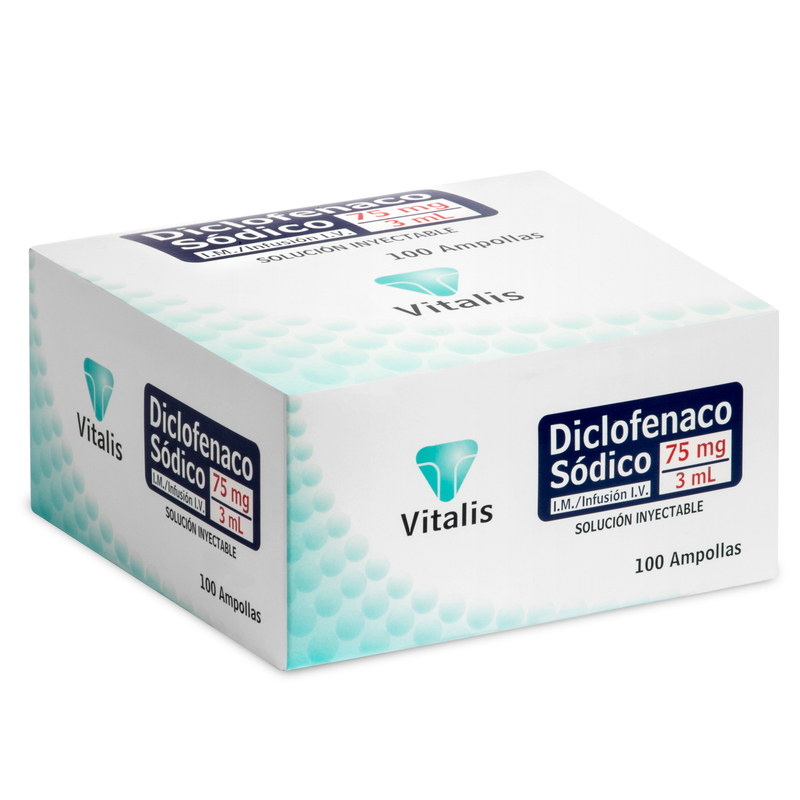 Diclofenaco
Sódico
75 mg
3 mL
I.M./Infusión I.V.
SOLUCIÓN INYECTABLE
100 Ampollas
Vitalis
Vitalis
Diclofenaco
Sódico
75 mg
3 mL
I.M./Infusión I.V.
SOLUCIÓN INYECTABLE
100 Ampollas
Vitalis
Diclofenaco
Sódico
75 mg
3 mL
I.M./Infusión I.V.
SOLUCIÓN INYECTABLE
100 Ampollas